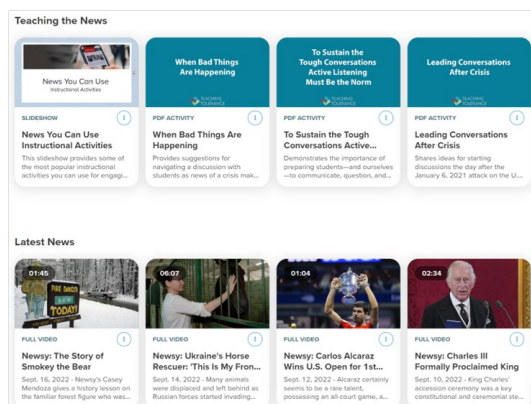 Teaching the News
News You Can Use
Instructional Activities
When Bad Things
Are Happening
TEACHING
TOLERANCE
To Sustain the
Tough Conversations
Active Listening
Must Be the Norm
TEACHING
TOLERANCE
Leading Conversations
After Crisis
TEACHING
TOLERANCE
SLIDESHOW
News You Can Use
Instructional Activities
This slideshow provides some of
the most popular instructional
activities you can use for engagi...
PDF ACTIVITY
When Bad Things Are
Happening
Provides suggestions for
navigating a discussion with
students as news of a crisis mak...
PDF ACTIVITY
To Sustain the Tough
Conversations Active...
Demonstrates the importance of
preparing students—and ourselves
—to communicate, question, and...
PDF ACTIVITY
Leading Conversations
After Crisis
Shares ideas for starting
discussions the day after the
January 6, 2021 attack on the U....
Latest News
01:45
FIRE DANGER
TODAY!
06:07
01:04
02:34
FULL VIDEO
Newsy: The Story of
Smokey the Bear
Sept. 16, 2022 - Newsy's Casey
Mendoza gives a history lesson on
the familiar forest figure who was...
FULL VIDEO
Newsy: Ukraine's Horse
Rescuer: 'This Is My Fron...
Sept. 14, 2022 - Many animals
were displaced and left behind as
Russian forces started invading...
FULL VIDEO
Newsy: Carlos Alcaraz
Wins U.S. Open for 1st...
Sept. 12, 2022 - Alcaraz certainly
seems to be a rare talent,
possessing an all-court game, a...
FULL VIDEO
Newsy: Charles III
Formally Proclaimed King
Sept. 10, 2022 - King Charles'
accession ceremony was a key
constitutional and ceremonial ste...